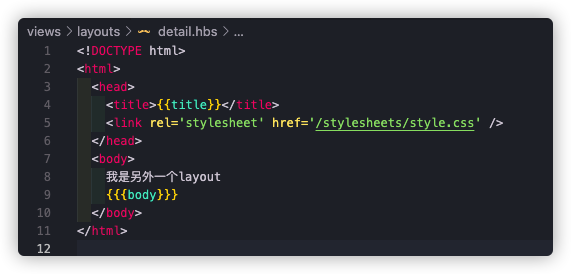 views › layouts › detail.hbs › ...
1 <!DOCTYPE html>
2 <html>
3 <head>
4 <title>{{title}}</title>
5 <link rel='stylesheet' href='/stylesheets/style.css' />
6 </head>
7 <body>
8 我是另外一个layout
9 {{{body}}}
10 </body>
11 </html>
12